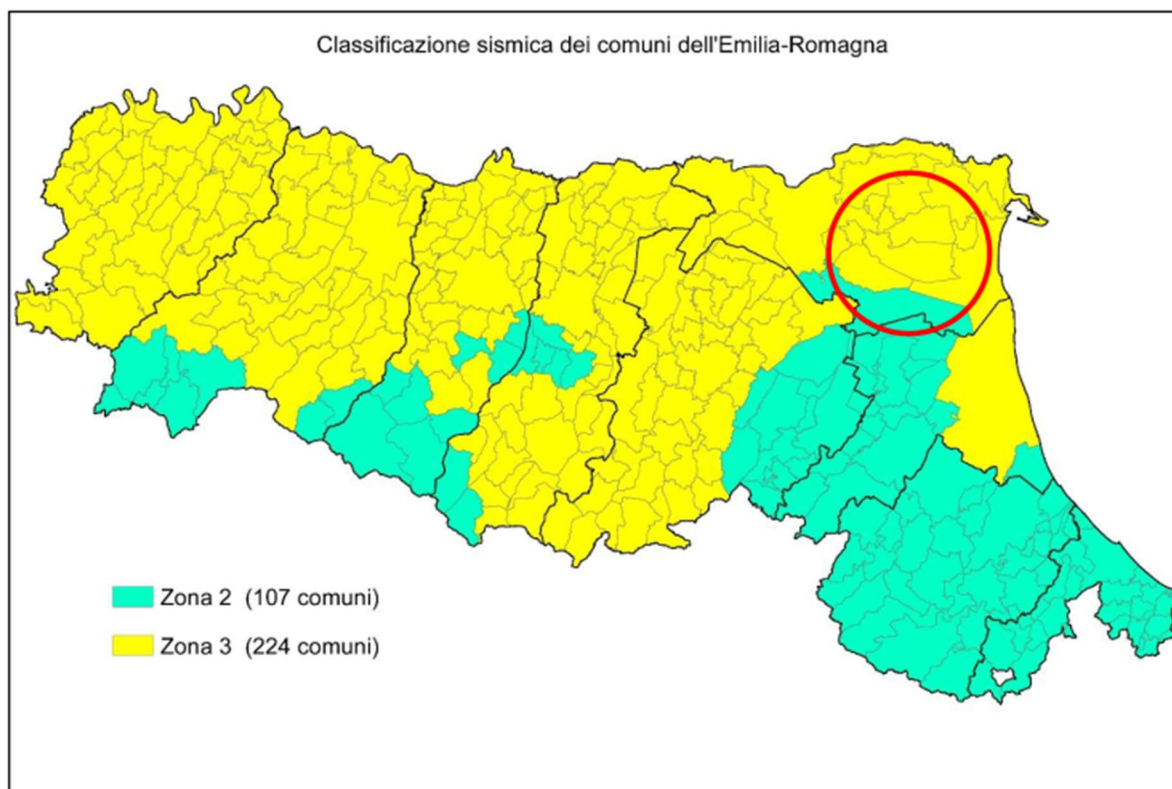 Classificazione sismica dei comuni dell'Emilia-Romagna
Zona 2 (107 comuni)
Zona 3 (224 comuni)